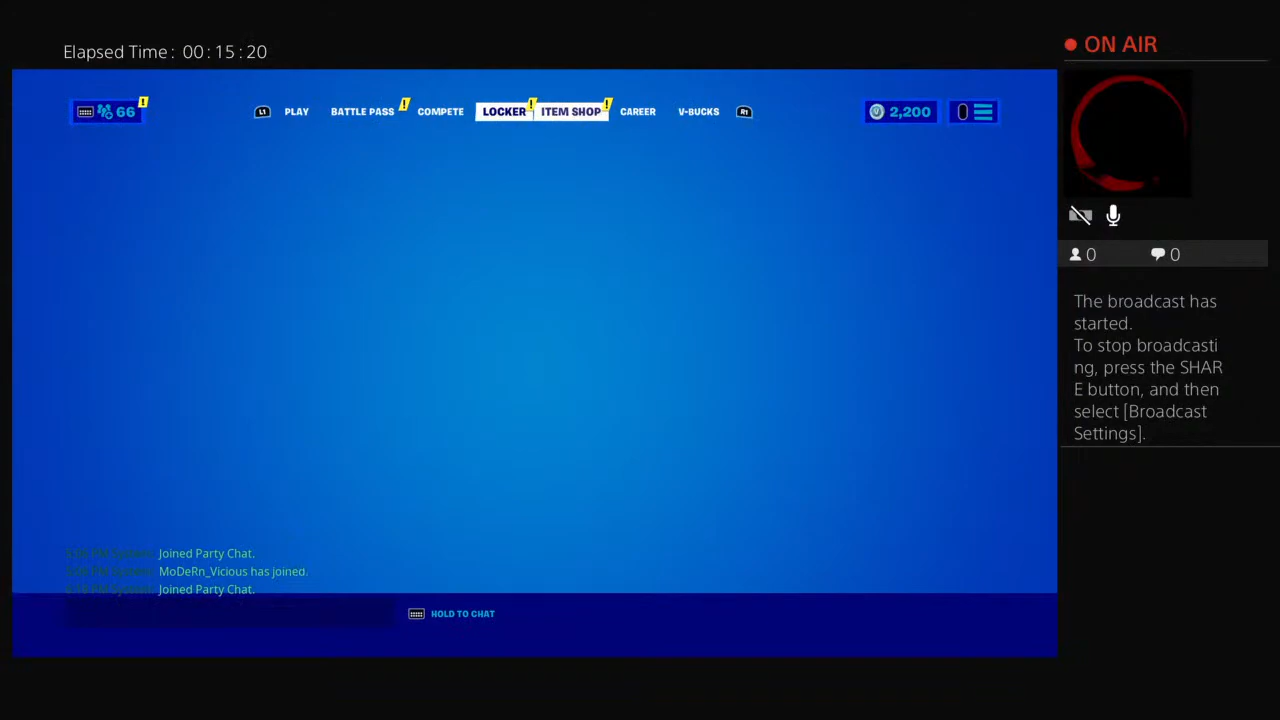 Elapsed Time: 00:15:20
ON AIR
66
L1 PLAY BATTLE PASS COMPETE LOCKER ITEM SHOP CAREER V-BUCKS R1
2,200
0 0
The broadcast has
started.
To stop broadcasti
ng, press the SHAR
E button, and then
select [Broadcast
Settings].
Joined Party Chat.
MoDeRn_Vicious has joined.
Joined Party Chat.
HOLD TO CHAT